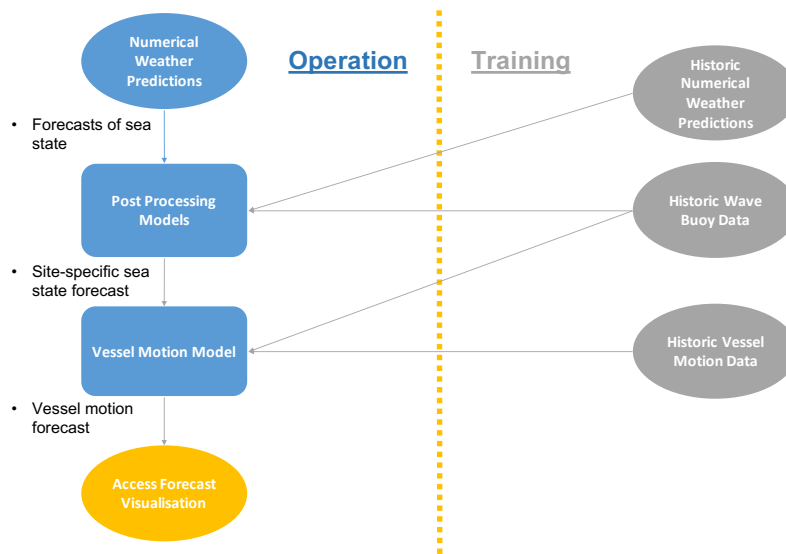 Numerical
Weather
Predictions
Operation
Training
Historic
Numerical
Weather
Predictions
• Forecasts of sea
state
Post Processing
Models
Historic Wave
Buoy Data
• Site-specific sea
state forecast
Vessel Motion Model
Historic Vessel
Motion Data
• Vessel motion
forecast
Access Forecast
Visualisation